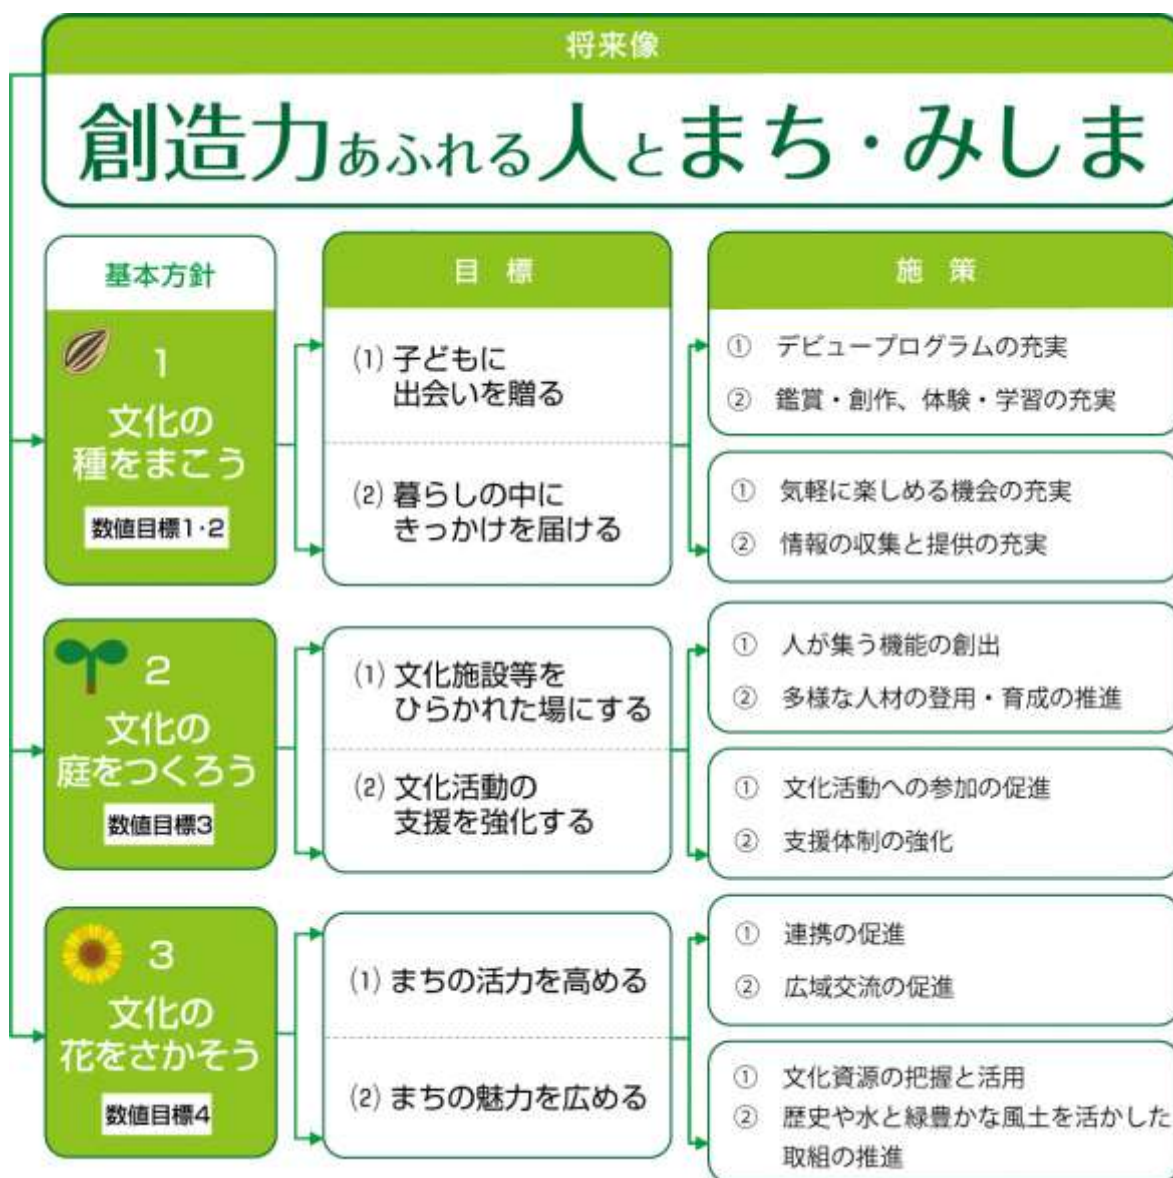 将来像
創造力あふれる人とまち・みしま
基本方針
1
文化の
種をまこう
数値目標1・2
目 標
(1) 子どもに
出会いを贈る
(2) 暮らしの中に
きっかけを届ける
施 策
① デビュープログラムの充実
② 鑑賞・創作、体験・学習の充実
① 気軽に楽しめる機会の充実
② 情報の収集と提供の充実
2
文化の
庭をつくろう
数値目標3
(1) 文化施設等を
ひらかれた場にする
(2) 文化活動の
支援を強化する
① 人が集う機能の創出
② 多様な人材の登用・育成の推進
① 文化活動への参加の促進
② 支援体制の強化
3
文化の
花をさかそう
数値目標4
(1) まちの活力を高める
(2) まちの魅力を広める
① 連携の促進
② 広域交流の促進
① 文化資源の把握と活用
② 歴史や水と緑豊かな風土を活かした
取組の推進